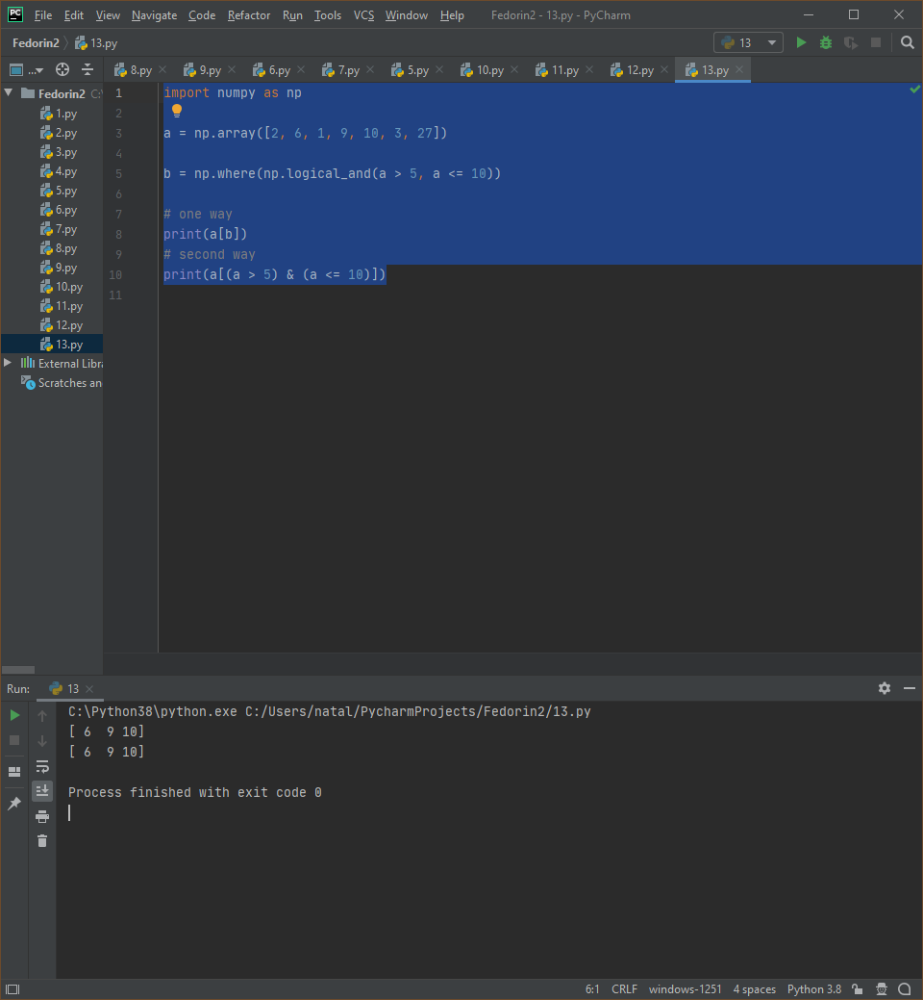 PC File Edit View Navigate Code Refactor Run Tools VCS Window Help Fedorin2 - 13.py - PyCharm
Fedorin2 13.py 13
... 8.py 9.py 6.py 7.py 5.py 10.py 11.py 12.py 13.py
Fedorin2 C:\
1.py
2.py
3.py
4.py
5.py
6.py
7.py
8.py
9.py
10.py
11.py
12.py
13.py
External Libra
Scratches an
1 import numpy as np
2
3 a = np.array([2, 6, 1, 9, 10, 3, 27])
4
5 b = np.where(np.logical_and(a > 5, a <= 10))
6
7 # one way
8 print(a[b])
9 # second way
10 print(a[(a > 5) & (a <= 10)])
11
Run: 13
C:\Python38\python.exe C:/Users/natal/PycharmProjects/Fedorin2/13.py
[ 6  9 10]
[ 6  9 10]
Process finished with exit code 0
6:1 CRLF windows-1251 4 spaces Python 3.8